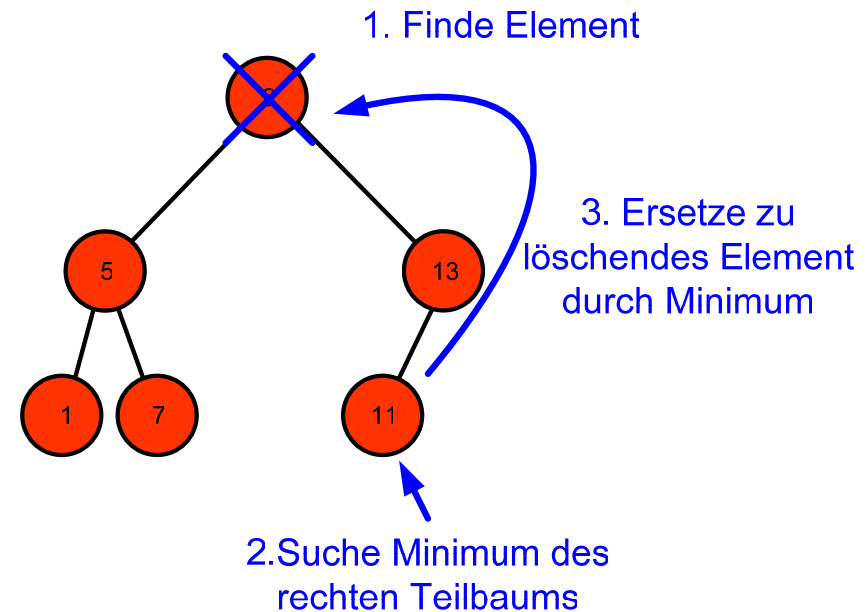 1. Finde Element
5
13
3. Ersetze zu
löschendes Element
durch Minimum
1
7
11
2.Suche Minimum des
rechten Teilbaums